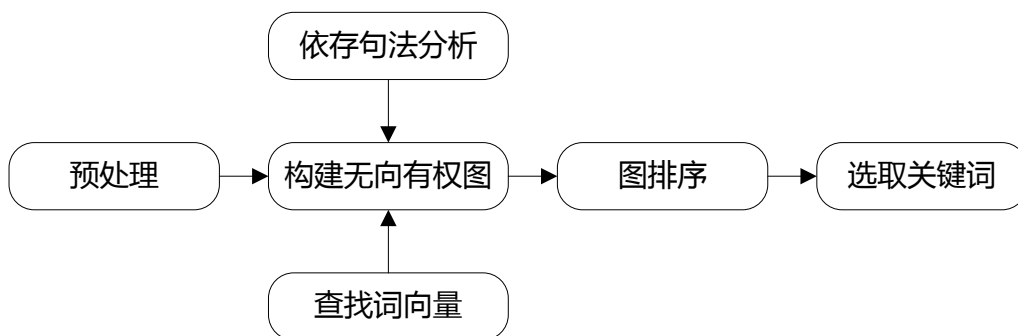 依存句法分析
预处理
构建无向有权图
图排序
选取关键词
查找词向量